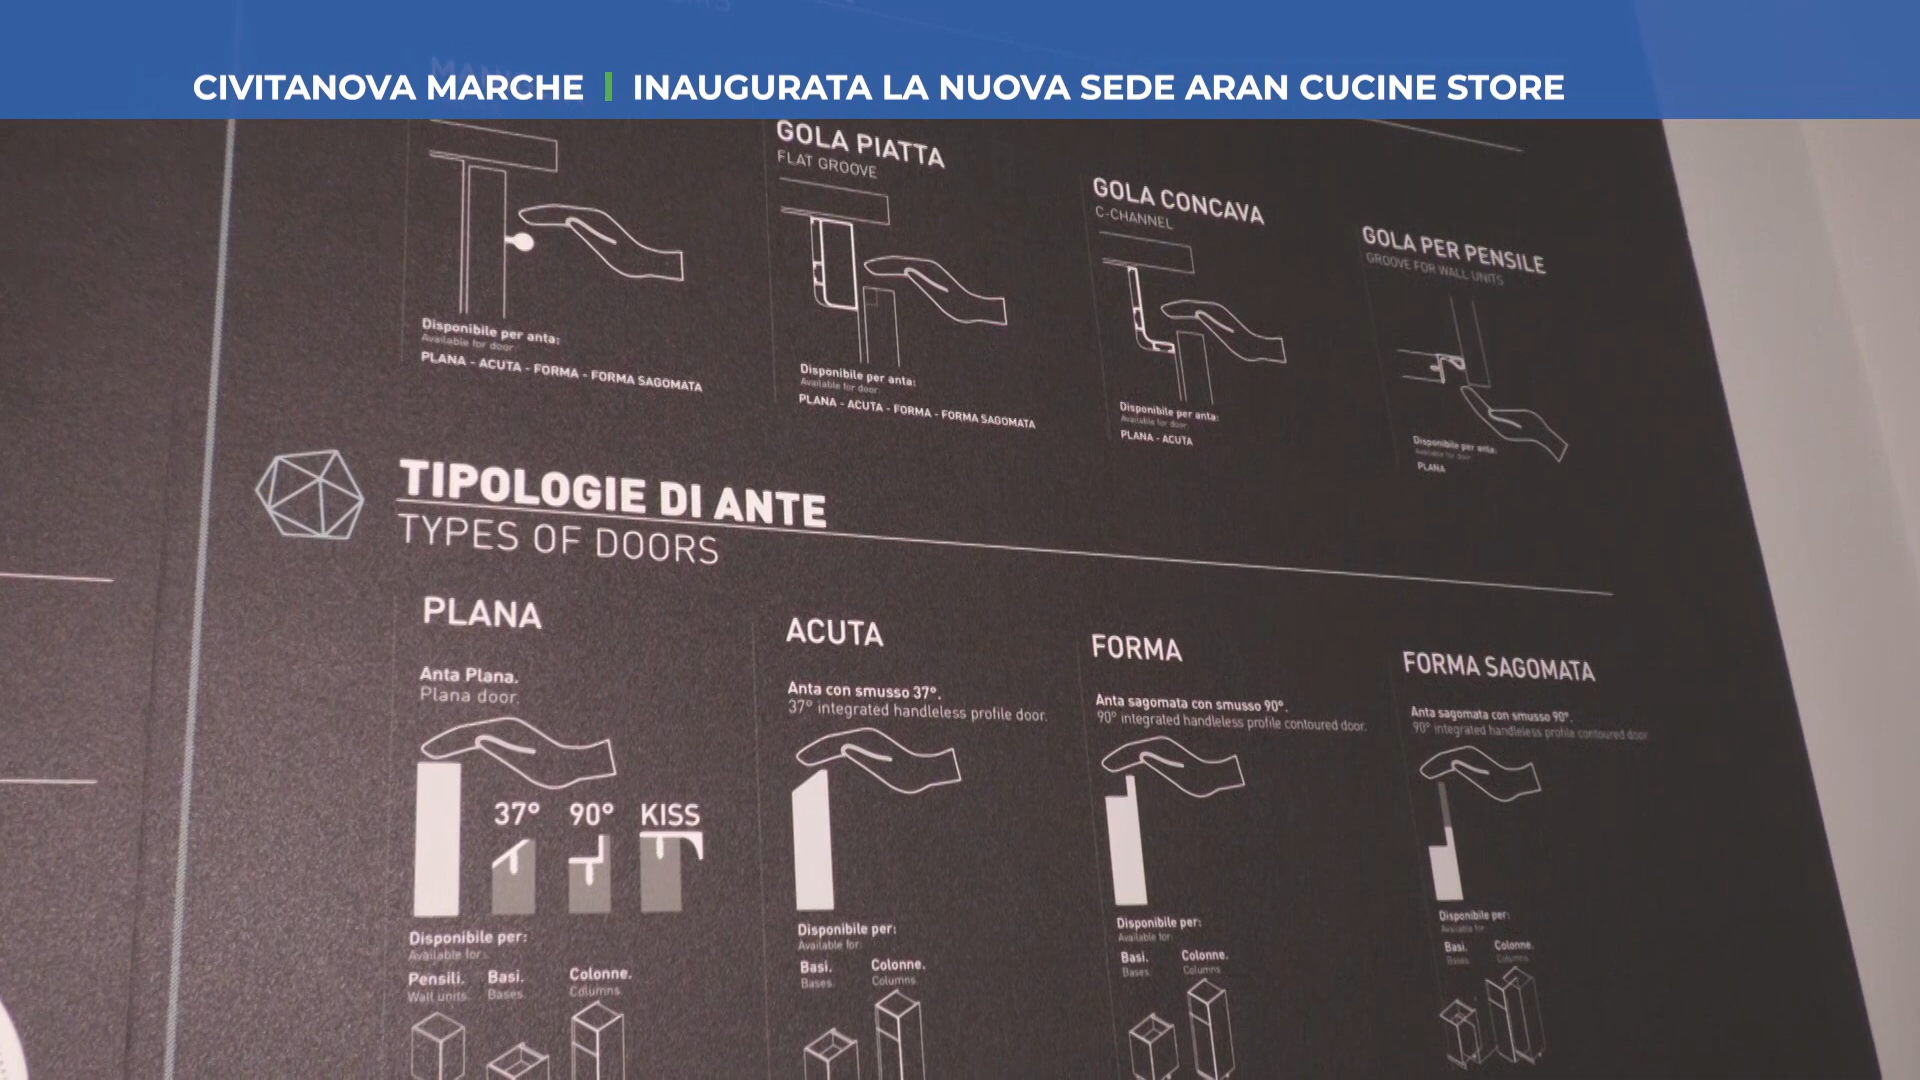 CIVITANOVA MARCHE | INAUGURATA LA NUOVA SEDE ARAN CUCINE STORE
GOLA PIATTA
FLAT GROOVE
GOLA CONCAVA
C-CHANNEL
GOLA PER PENSILE
GROOVE FOR WALL UNITS
Disponibile per anta:
Available for door:
PLANA - ACUTA - FORMA - FORMA SAGOMATA
Disponibile per anta:
Available for door:
PLANA - ACUTA - FORMA - FORMA SAGOMATA
Disponibile per anta:
Available for door:
PLANA - ACUTA
Disponibile per anta:
Available for door
PLANA
TIPOLOGIE DI ANTE
TYPES OF DOORS
PLANA
Anta Plana.
Plana door.
37° 90° KISS
Disponibile per:
Available for:
Pensili. Basi. Colonne.
Wall units. Bases. Columns.
ACUTA
Anta con smusso 37°.
37° integrated handleless profile door.
Disponibile per:
Available for:
Basi. Colonne.
Bases. Columns.
FORMA
Anta sagomata con smusso 90°.
90° integrated handleless profile contoured door.
Disponibile per:
Available for:
Basi. Colonne.
Bases. Columns.
FORMA SAGOMATA
Anta sagomata con smusso 90°.
90° integrated handleless profile contoured door
Disponibile per:
Available for
Basi. Colonne.
Bases. Columns.